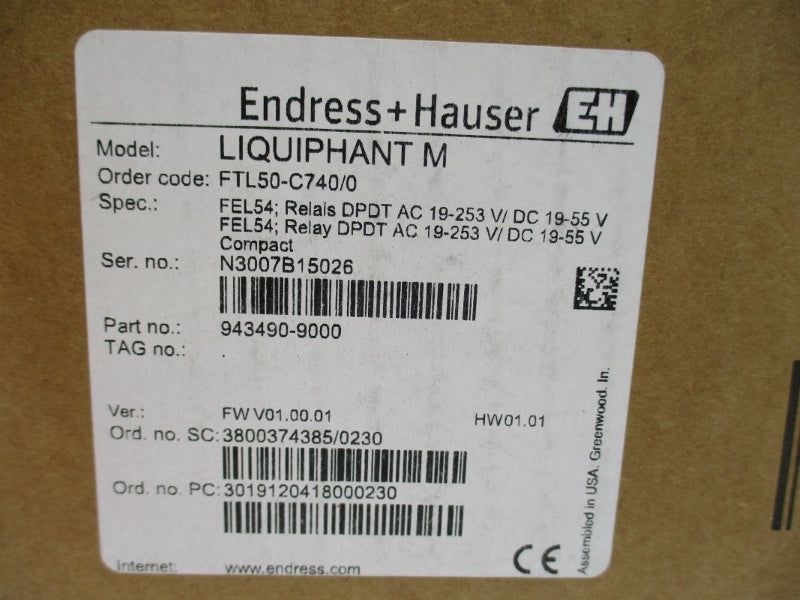 Endress+Hauser EH
Model: LIQUIPHANT M
Order code: FTL50-C740/0
Spec.: FEL54; Relais DPDT AC 19-253 V/ DC 19-55 V
FEL54; Relay DPDT AC 19-253 V/ DC 19-55 V
Compact
Ser. no.: N3007B15026
Part no.: 943490-9000
TAG no.: .
Ver.: FW V01.00.01 HW01.01
Ord. no. SC: 3800374385/0230
Ord. no. PC: 3019120418000230
Internet: www.endress.com
CE
Assembled in USA. Greenwood. In.